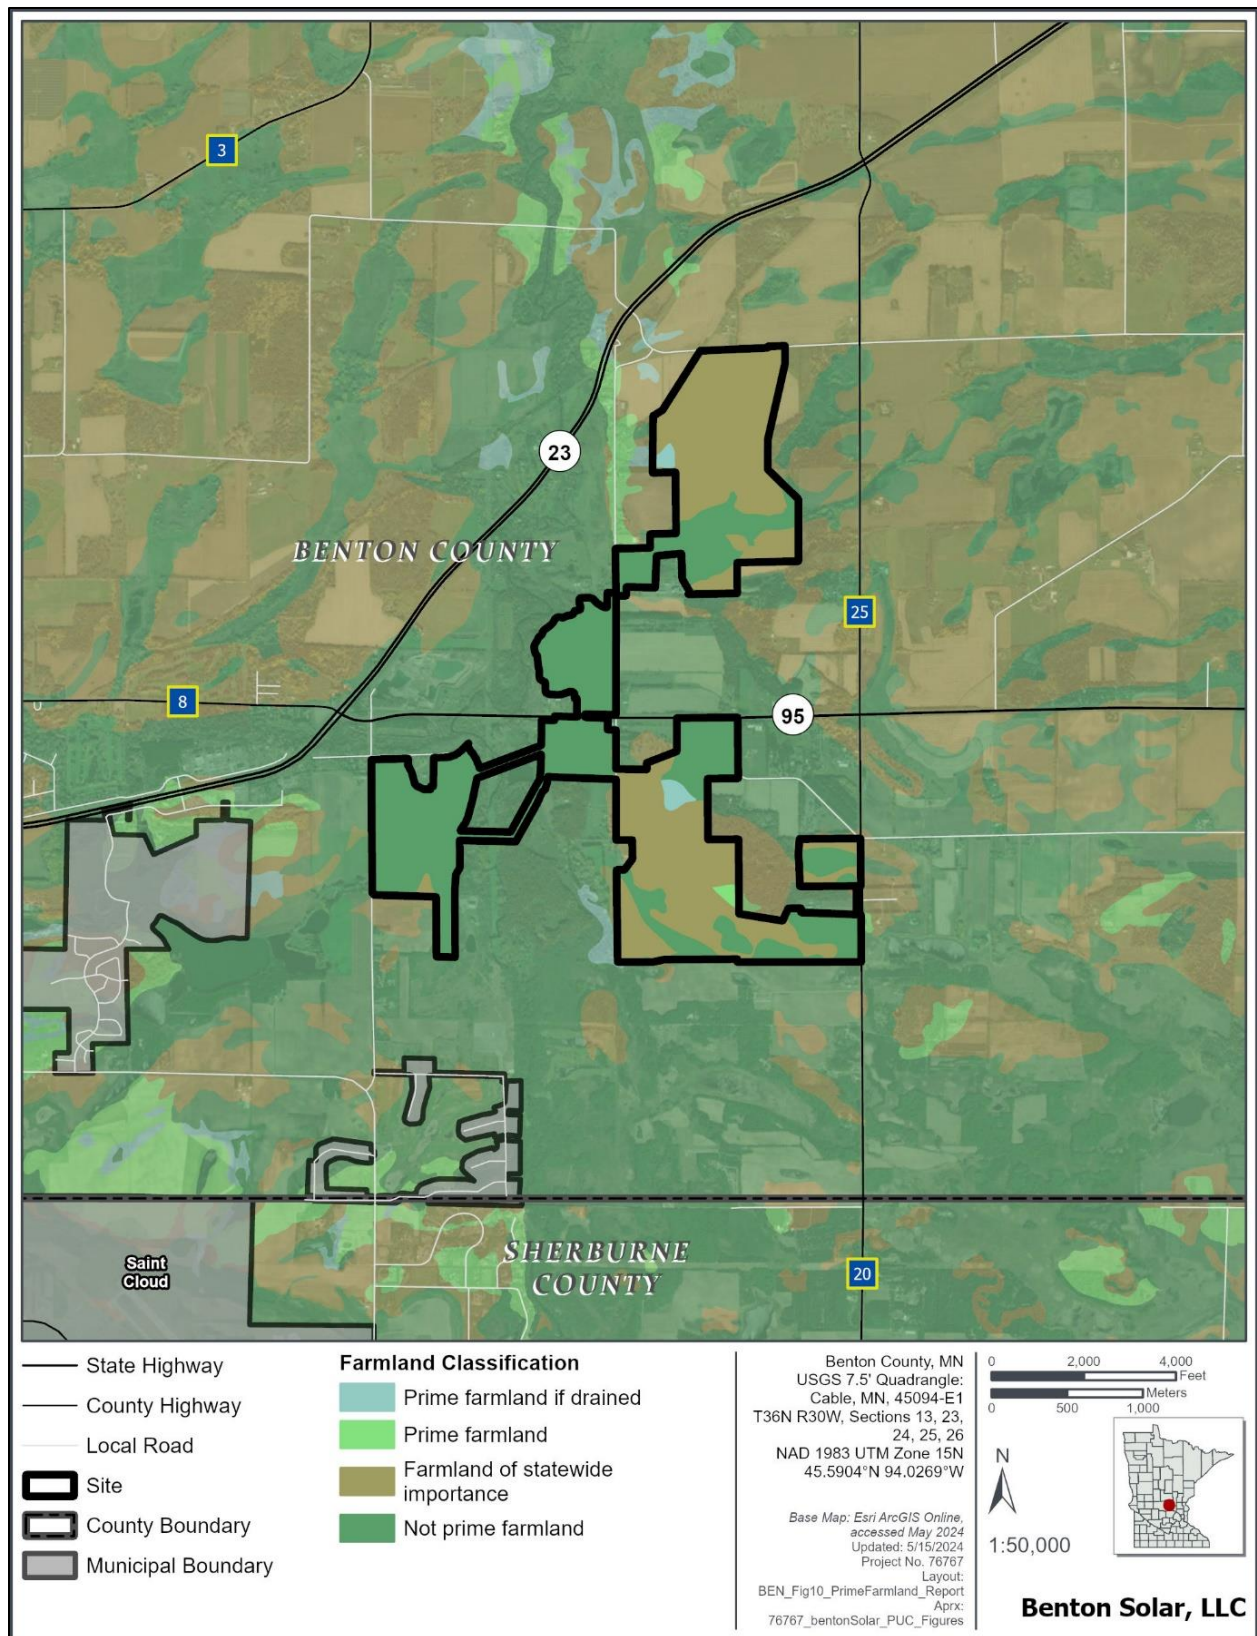 3
23
BENTON COUNTY
25
8
95
Saint
Cloud
SHERBURNE
COUNTY
20
State Highway
County Highway
Local Road
Site
County Boundary
Municipal Boundary
Farmland Classification
Prime farmland if drained
Prime farmland
Farmland of statewide
importance
Not prime farmland
Benton County, MN
USGS 7.5' Quadrangle:
Cable, MN, 45094-E1
T36N R30W, Sections 13, 23,
24, 25, 26
NAD 1983 UTM Zone 15N
45.5904°N 94.0269°W
Base Map: Esri ArcGIS Online,
accessed May 2024
Updated: 5/15/2024
Project No. 76767
Layout:
BEN_Fig10_PrimeFarmland_Report
Aprx:
76767_bentonSolar_PUC_Figures
0 2,000 4,000
Feet
Meters
0 500 1,000
N
1:50,000
Benton Solar, LLC